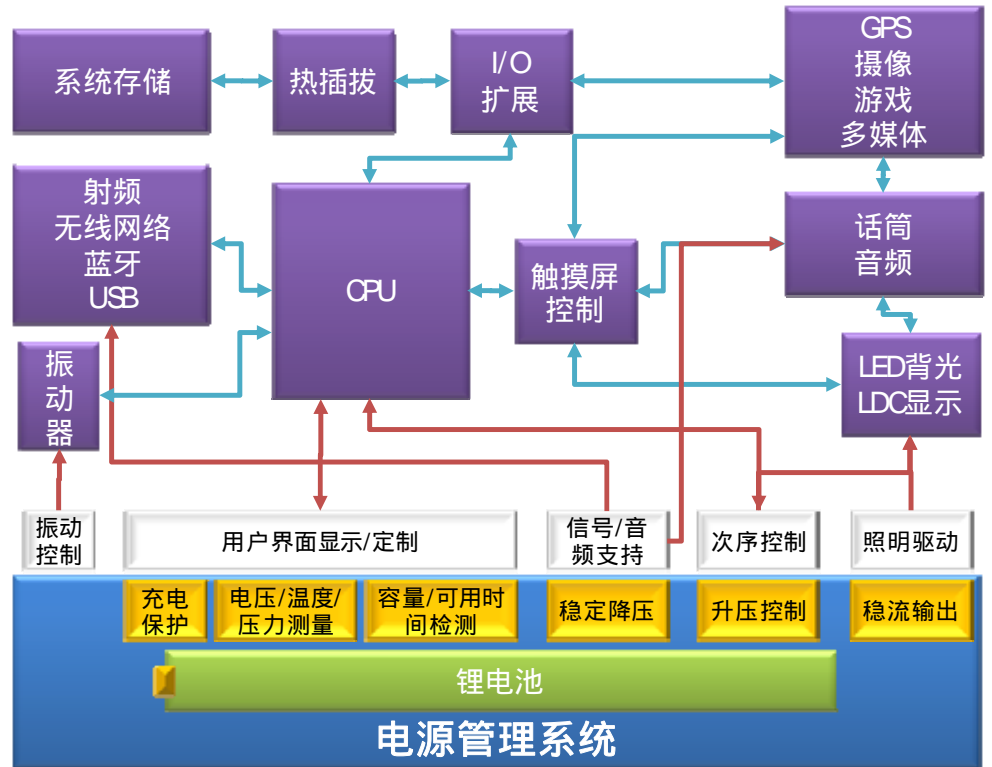 系统存储
热插拔
I/O
扩展
GPS
摄像
游戏
多媒体
射频
无线网络
蓝牙
USB
CPU
触摸屏
控制
话筒
音频
振
动
器
LED背光
LDC显示
振动
控制
用户界面显示/定制
信号/音
频支持
次序控制
照明驱动
充电
保护
电压/温度/
压力测量
容量/可用时
间检测
稳定降压
升压控制
稳流输出
锂电池
电源管理系统